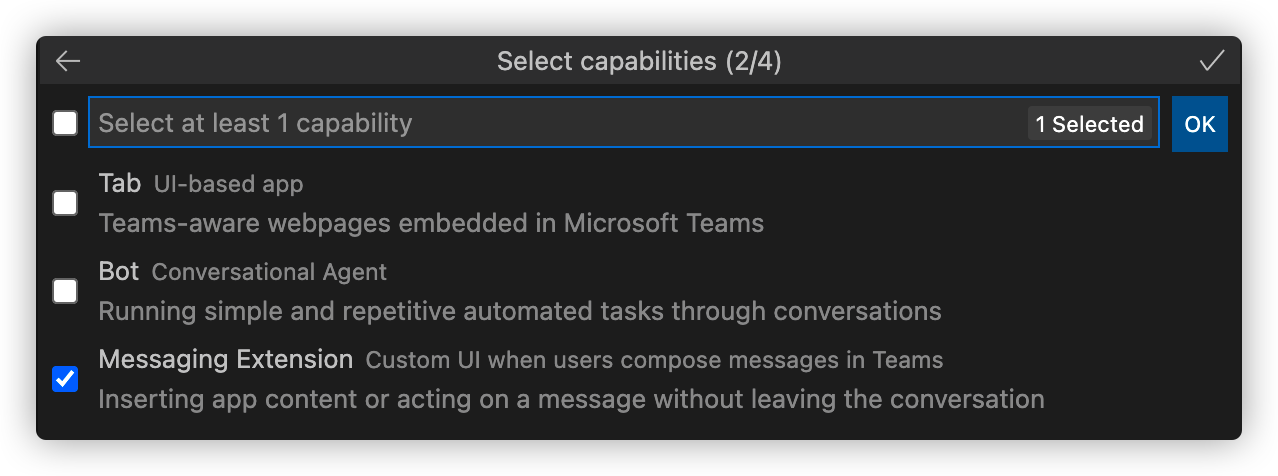 Select capabilities (2/4)
Select at least 1 capability 1 Selected OK
Tab UI-based app
Teams-aware webpages embedded in Microsoft Teams
Bot Conversational Agent
Running simple and repetitive automated tasks through conversations
Messaging Extension Custom UI when users compose messages in Teams
Inserting app content or acting on a message without leaving the conversation